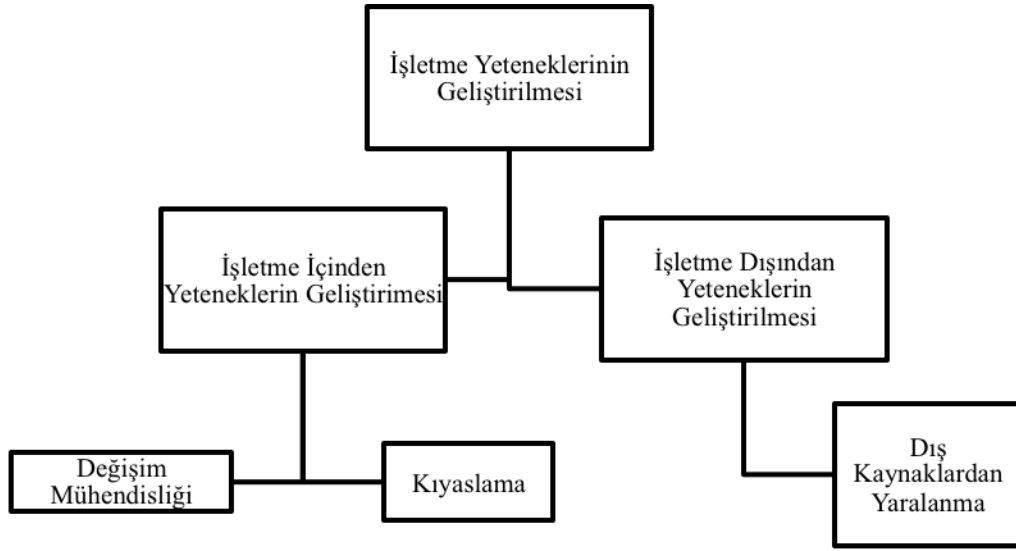 İşletme Yeteneklerinin
Geliştirilmesi
İşletme İçinden
Yeteneklerin Geliştirimesi
İşletme Dışından
Yeteneklerin
Geliştirilmesi
Değişim
Mühendisliği
Kıyaslama
Dış
Kaynaklardan
Yaralanma